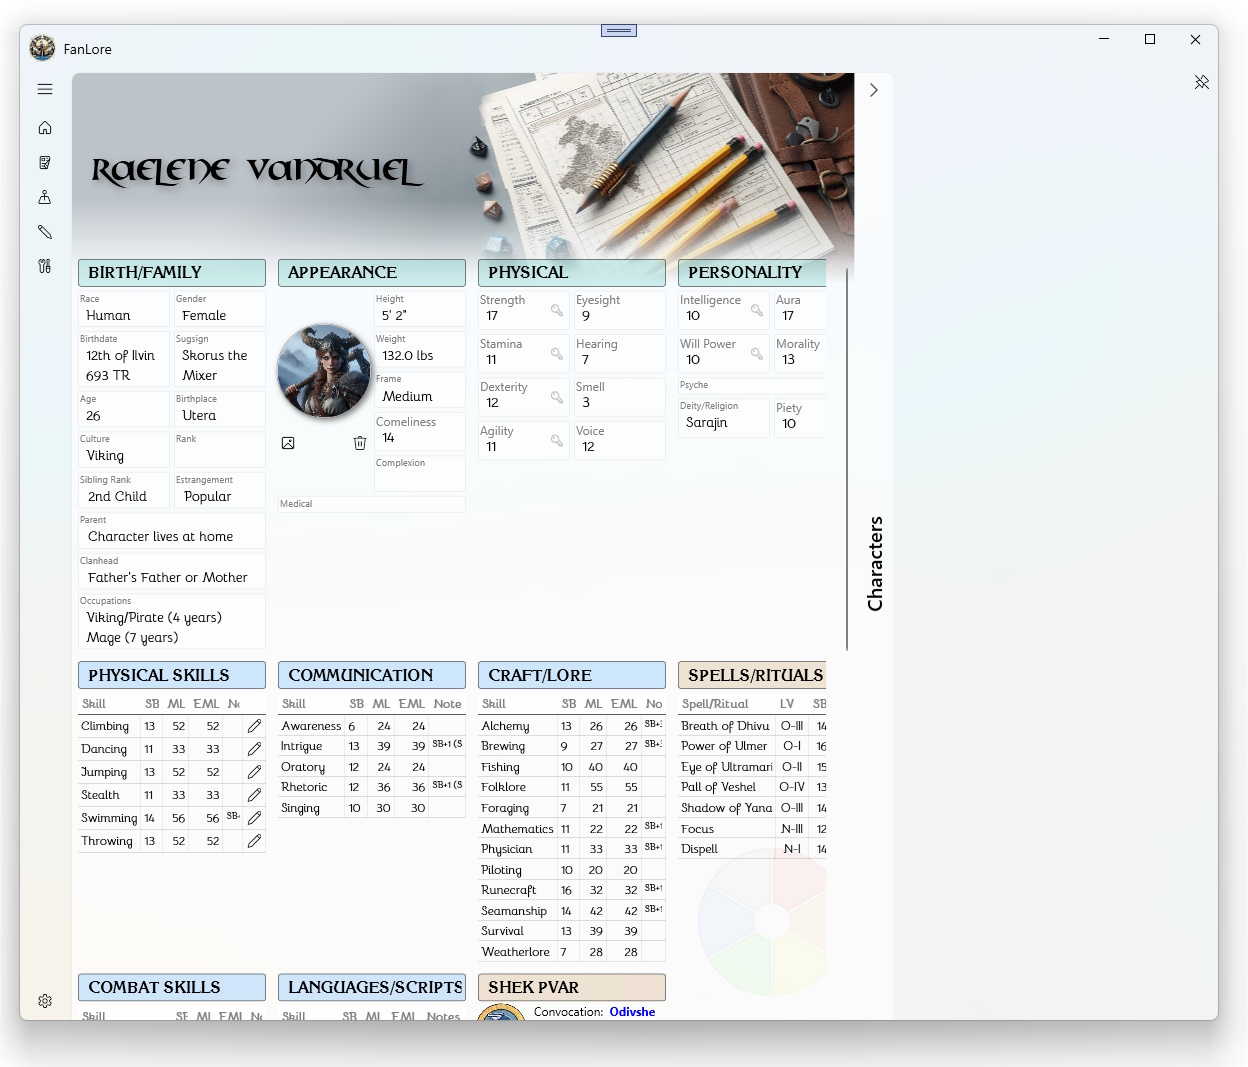 FanLore
Raelene Vandruel
BIRTH/FAMILY
Race
Human
Gender
Female
Birthdate
12th of Ilvin
693 TR
Sugsign
Skorus the
Mixer
Age
26
Birthplace
Utera
Culture
Viking
Rank
Sibling Rank
2nd Child
Estrangement
Popular
Parent
Character lives at home
Clanhead
Father's Father or Mother
Occupations
Viking/Pirate (4 years)
Mage (7 years)
APPEARANCE
Height
5' 2"
Weight
132.0 lbs
Frame
Medium
Comeliness
14
Complexion
Medical
PHYSICAL
Strength
17
Eyesight
9
Stamina
11
Hearing
7
Dexterity
12
Smell
3
Agility
11
Voice
12
PERSONALITY
Intelligence
10
Aura
17
Will Power
10
Morality
13
Psyche
Deity/Religion
Sarajin
Piety
10
Characters
PHYSICAL SKILLS
Skill SB ML EML
Climbing 13 52 52
Dancing 11 33 33
Jumping 13 52 52
Stealth 11 33 33
Swimming 14 56 56 SB
Throwing 13 52 52
COMMUNICATION
Skill SB ML EML Note
Awareness 6 24 24
Intrigue 13 39 39 SB+1 (S
Oratory 12 24 24
Rhetoric 12 36 36 SB+1 (S
Singing 10 30 30
CRAFT/LORE
Skill SB ML EML No
Alchemy 13 26 26 SB+
Brewing 9 27 27 SB+
Fishing 10 40 40
Folklore 11 55 55
Foraging 7 21 21
Mathematics 11 22 22 SB+1
Physician 11 33 33 SB+1
Piloting 10 20 20
Runecraft 16 32 32 SB+1
Seamanship 14 42 42 SB+1
Survival 13 39 39
Weatherlore 7 28 28
SPELLS/RITUALS
Spell/Ritual LV SB
Breath of Dhivu O-III 14
Power of Ulmer O-I 16
Eye of Ultramari O-II 15
Pall of Veshel O-IV 13
Shadow of Yana O-III 14
Focus N-III 12
Dispell N-I 14
COMBAT SKILLS
Skill SB ML EML
LANGUAGES/SCRIPTS
Skill SB ML EML Notes
SHEK PVAR
Convocation: Odivshe